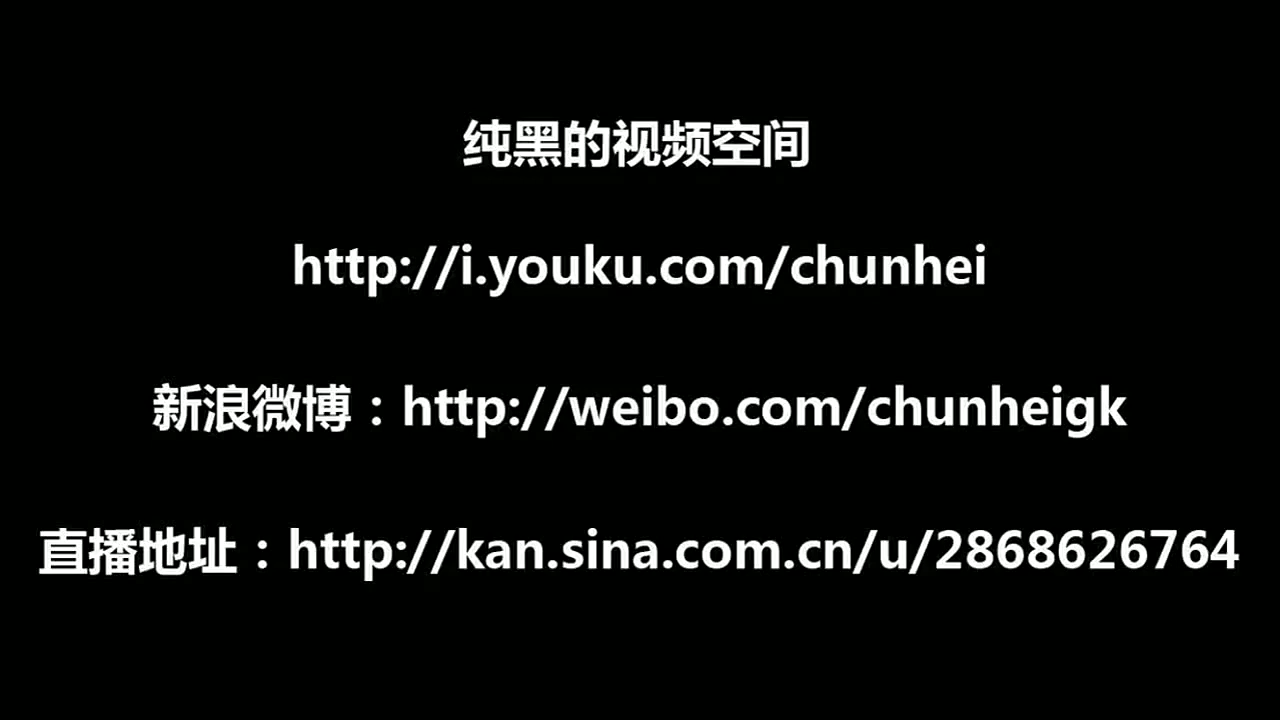 纯黑的视频空间
http://i.youku.com/chunhei
新浪微博：http://weibo.com/chunheigk
直播地址：http://kan.sina.com.cn/u/2868626764